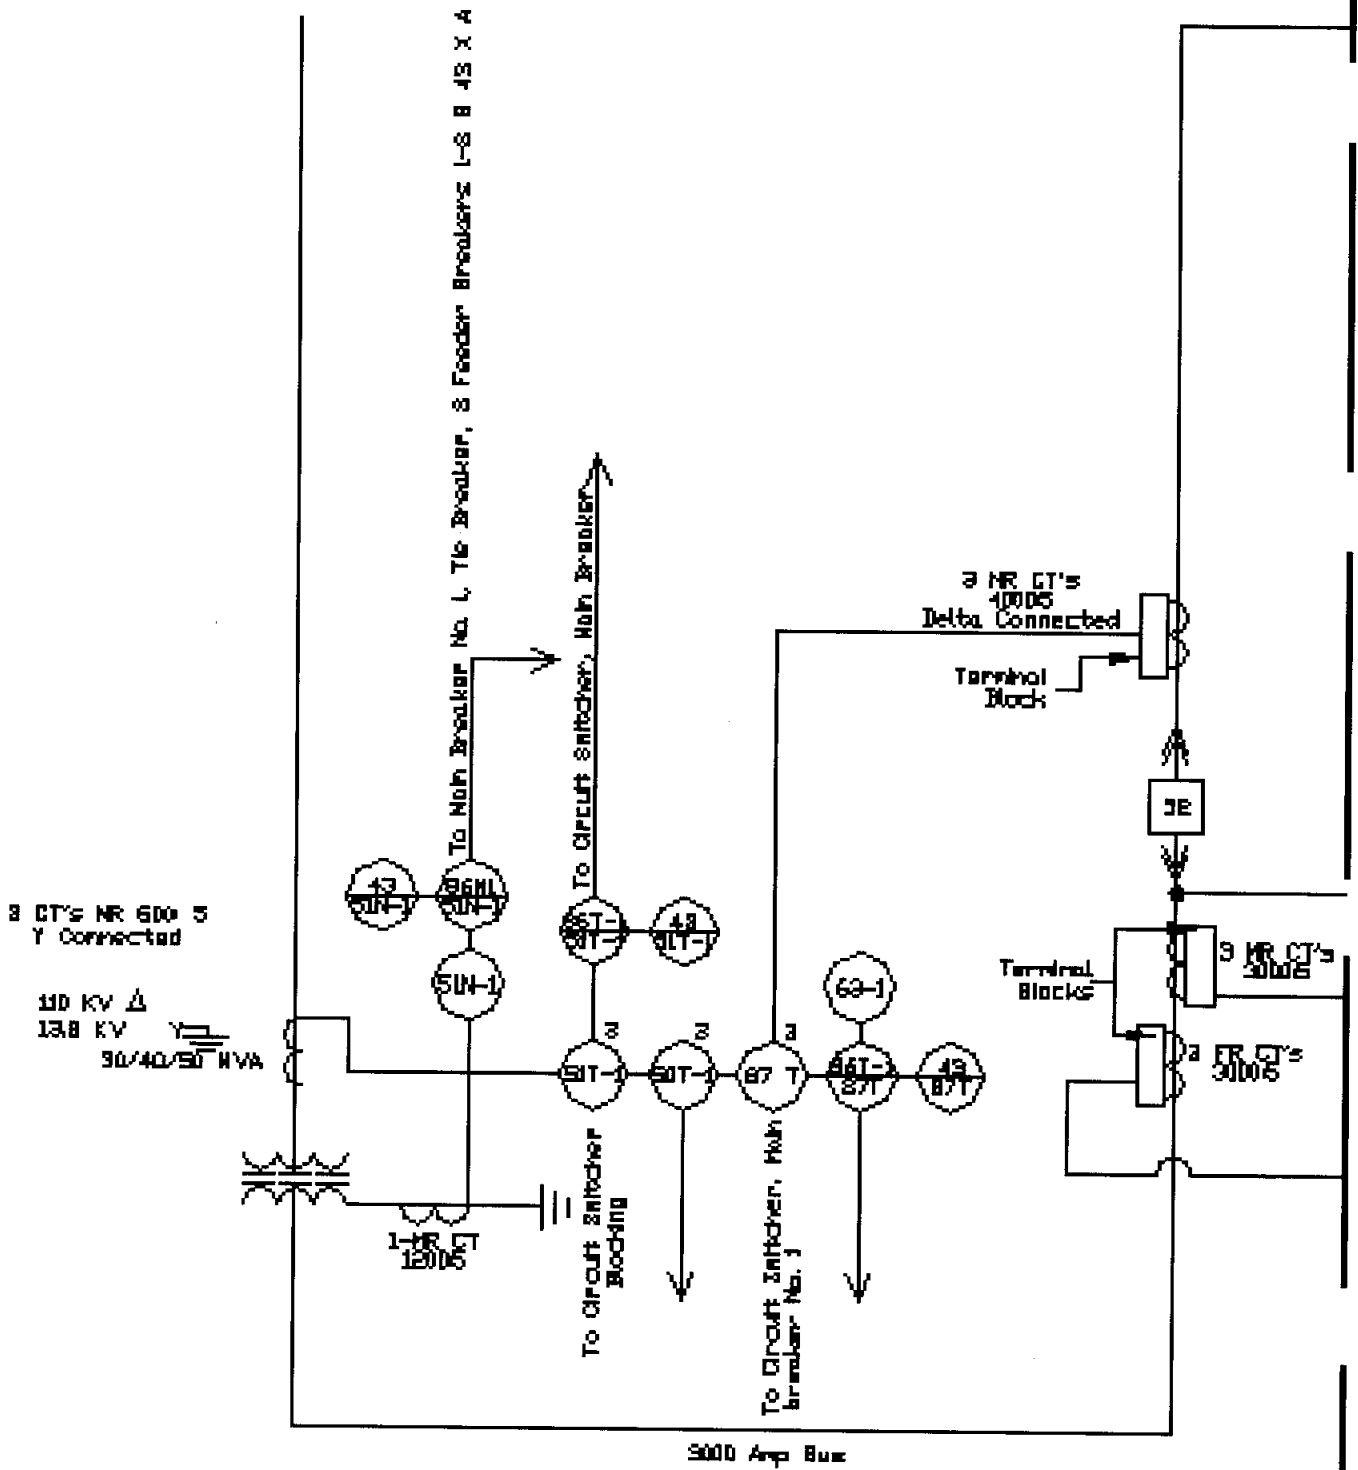 To Main Breaker No. 1, Tie Breaker, 8 Feeder Breakers 1-8 & 43 X A
To Circuit Switcher, Main Breaker
3 MR CT's
4000/5
Delta Connected
Terminal
Block
52
43
51N-1
86N1
51N-1
51N-1
3 CT's MR 600: 5
Y Connected
110 KV Δ
13.8 KV Y
30/40/50 MVA
86T-1
51T-1
43
51T-1
63-1
Terminal
Blocks
3 MR CT's
3000/5
3
3
3
51T-1
50T-1
87 T
86T-1
87T
43
87T
3000/5
1-MR CT
1200/5
To Circuit Switcher
Blocking
To Circuit Switcher, Main
breaker No. 1
3000 Amp Bus